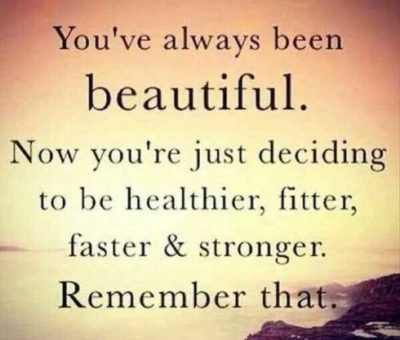 You've always been
beautiful.
Now you're just deciding
to be healthier, fitter,
faster & stronger.
Remember that.